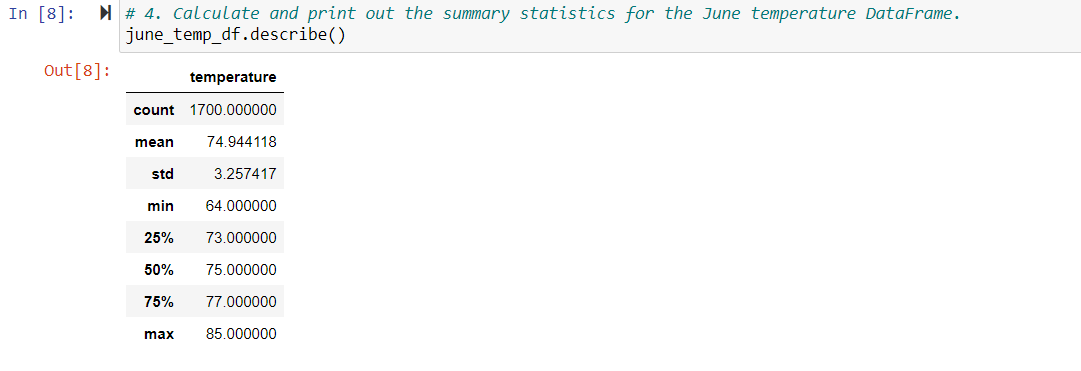 In [8]: # 4. Calculate and print out the summary statistics for the June temperature DataFrame.
june_temp_df.describe()
Out[8]:
temperature
count 1700.000000
mean 74.944118
std 3.257417
min 64.000000
25% 73.000000
50% 75.000000
75% 77.000000
max 85.000000